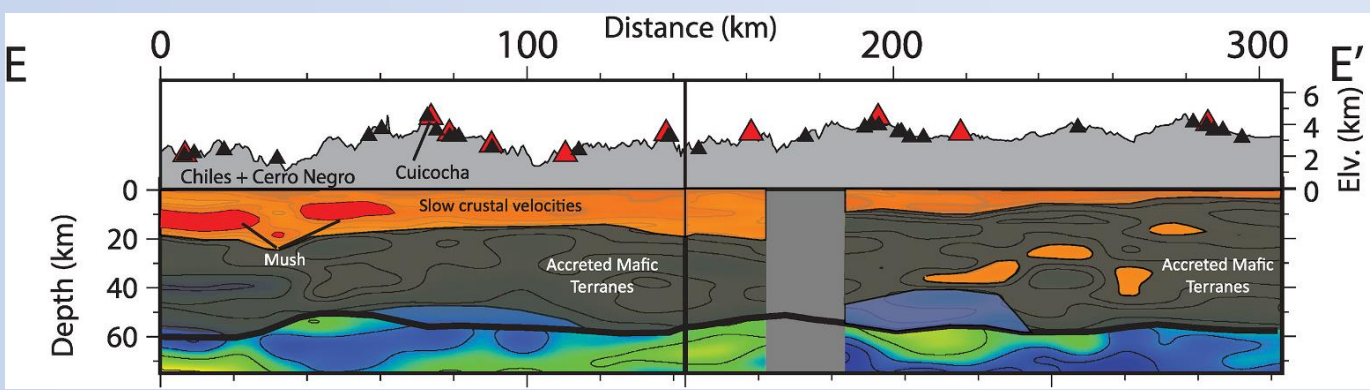 Distance (km)
0 100 200 300
E E’
6
4
2
0
Elv. (km)
Chiles + Cerro Negro
Cuicocha
0
20
40
60
Depth (km)
Slow crustal velocities
Mush
Accreted Mafic
Terranes
Accreted Mafic
Terranes